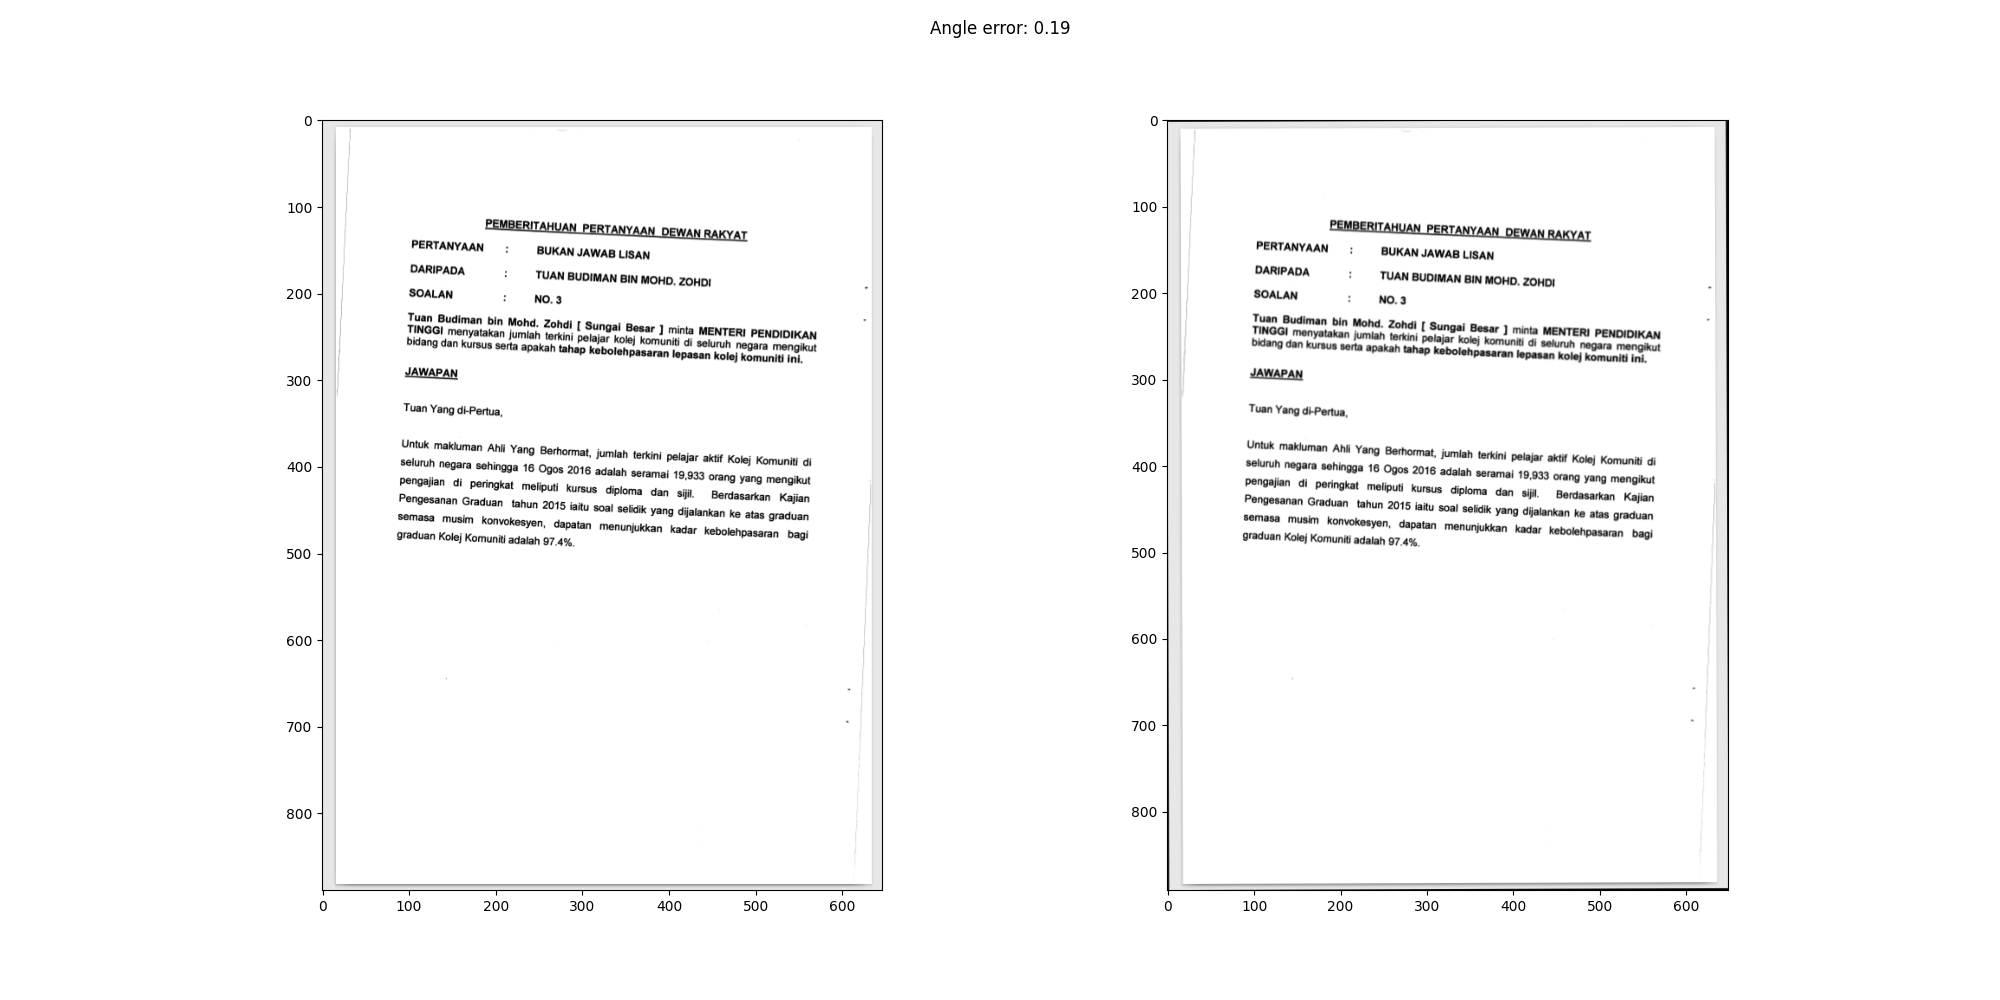 Angle error: 0.19
0
100
200
300
400
500
600
700
800
0 100 200 300 400 500 600
PEMBERITAHUAN PERTANYAAN DEWAN RAKYAT
PERTANYAAN : BUKAN JAWAB LISAN
DARIPADA : TUAN BUDIMAN BIN MOHD. ZOHDI
SOALAN : NO. 3
Tuan Budiman bin Mohd. Zohdi [ Sungai Besar ] minta MENTERI PENDIDIKAN
TINGGI menyatakan jumlah terkini pelajar kolej komuniti di seluruh negara mengikut
bidang dan kursus serta apakah tahap kebolehpasaran lepasan kolej komuniti ini.
JAWAPAN
Tuan Yang di-Pertua,
Untuk makluman Ahli Yang Berhormat, jumlah terkini pelajar aktif Kolej Komuniti di
seluruh negara sehingga 16 Ogos 2016 adalah seramai 19,933 orang yang mengikut
pengajian di peringkat meliputi kursus diploma dan sijil. Berdasarkan Kajian
Pengesanan Graduan tahun 2015 iaitu soal selidik yang dijalankan ke atas graduan
semasa musim konvokesyen, dapatan menunjukkan kadar kebolehpasaran bagi
graduan Kolej Komuniti adalah 97.4%.
0
100
200
300
400
500
600
700
800
0 100 200 300 400 500 600
PEMBERITAHUAN PERTANYAAN DEWAN RAKYAT
PERTANYAAN : BUKAN JAWAB LISAN
DARIPADA : TUAN BUDIMAN BIN MOHD. ZOHDI
SOALAN : NO. 3
Tuan Budiman bin Mohd. Zohdi [ Sungai Besar ] minta MENTERI PENDIDIKAN
TINGGI menyatakan jumlah terkini pelajar kolej komuniti di seluruh negara mengikut
bidang dan kursus serta apakah tahap kebolehpasaran lepasan kolej komuniti ini.
JAWAPAN
Tuan Yang di-Pertua,
Untuk makluman Ahli Yang Berhormat, jumlah terkini pelajar aktif Kolej Komuniti di
seluruh negara sehingga 16 Ogos 2016 adalah seramai 19,933 orang yang mengikut
pengajian di peringkat meliputi kursus diploma dan sijil. Berdasarkan Kajian
Pengesanan Graduan tahun 2015 iaitu soal selidik yang dijalankan ke atas graduan
semasa musim konvokesyen, dapatan menunjukkan kadar kebolehpasaran bagi
graduan Kolej Komuniti adalah 97.4%.